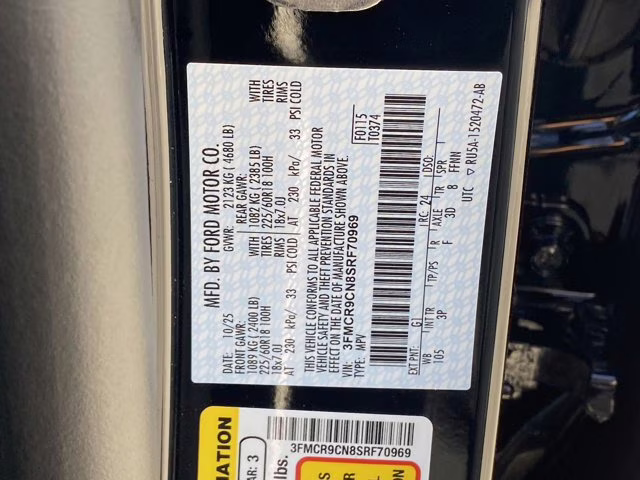 MFD. BY FORD MOTOR CO.
DATE: 10/25
GVWR: 2123 KG ( 4680 LB)
FRONT GAWR:
REAR GAWR:
WITH
TIRES
RIMS
1089 KG ( 2400 LB)
1082 KG ( 2385 LB)
WITH
TIRES
RIMS
225/60R18 100H
225/60R18 100H
18x7.0J
18x7.0J
AT 230 kPa/ 33 PSI COLD
AT 230 kPa/ 33 PSI COLD
THIS VEHICLE CONFORMS TO ALL APPLICABLE FEDERAL MOTOR
VEHICLE SAFETY AND THEFT PREVENTION STANDARDS IN
EFFECT ON THE DATE OF MANUFACTURE SHOWN ABOVE.
VIN: 3FMCR9CN8SRF70969
TYPE: MPV
F0115
T0374
EXT PNT: G1
RC: 24
DSO:
WB
INT TR
TP/PS
R
AXLE
TR
SPR
105
3P
F
3D
8
FFNN
UTC
RU5A-1520472-AB
3FMCR9CN8SRF70969
MATION
AR: 3
lbs.